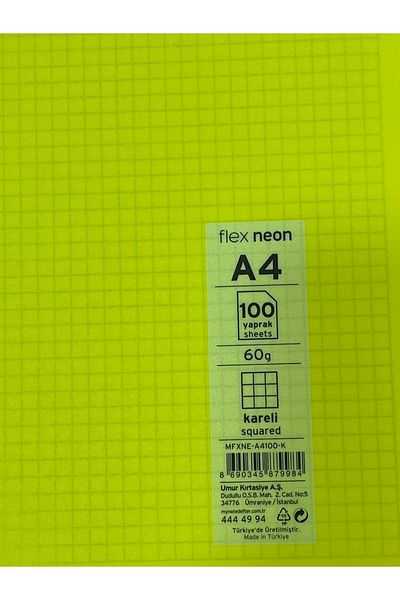 flex neon
A4
100
yaprak
sheets
60g
kareli
squared
MFXNE-A4100-K
8 690345 879984
Umur Kırtasiye A.Ş.
Dudullu O.S.B. Mah. 2. Cad. No:5
34776 Ümraniye / İstanbul
mynotedefter.com.tr
444 49 94
Türkiye'de Üretilmiştir.
Made in Türkiye